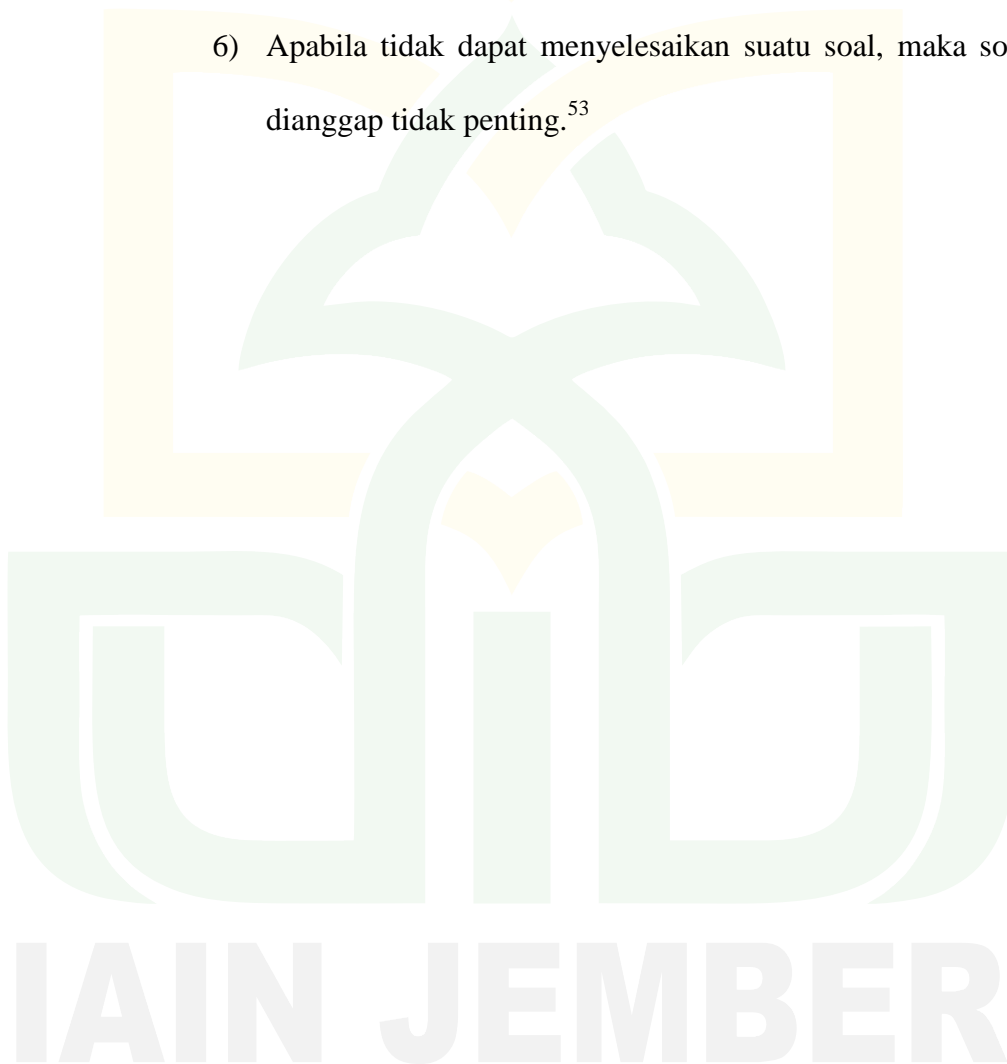 6) Apabila tidak dapat menyelesaikan suatu soal, maka so
dianggap tidak penting.53
IAIN JEMBER